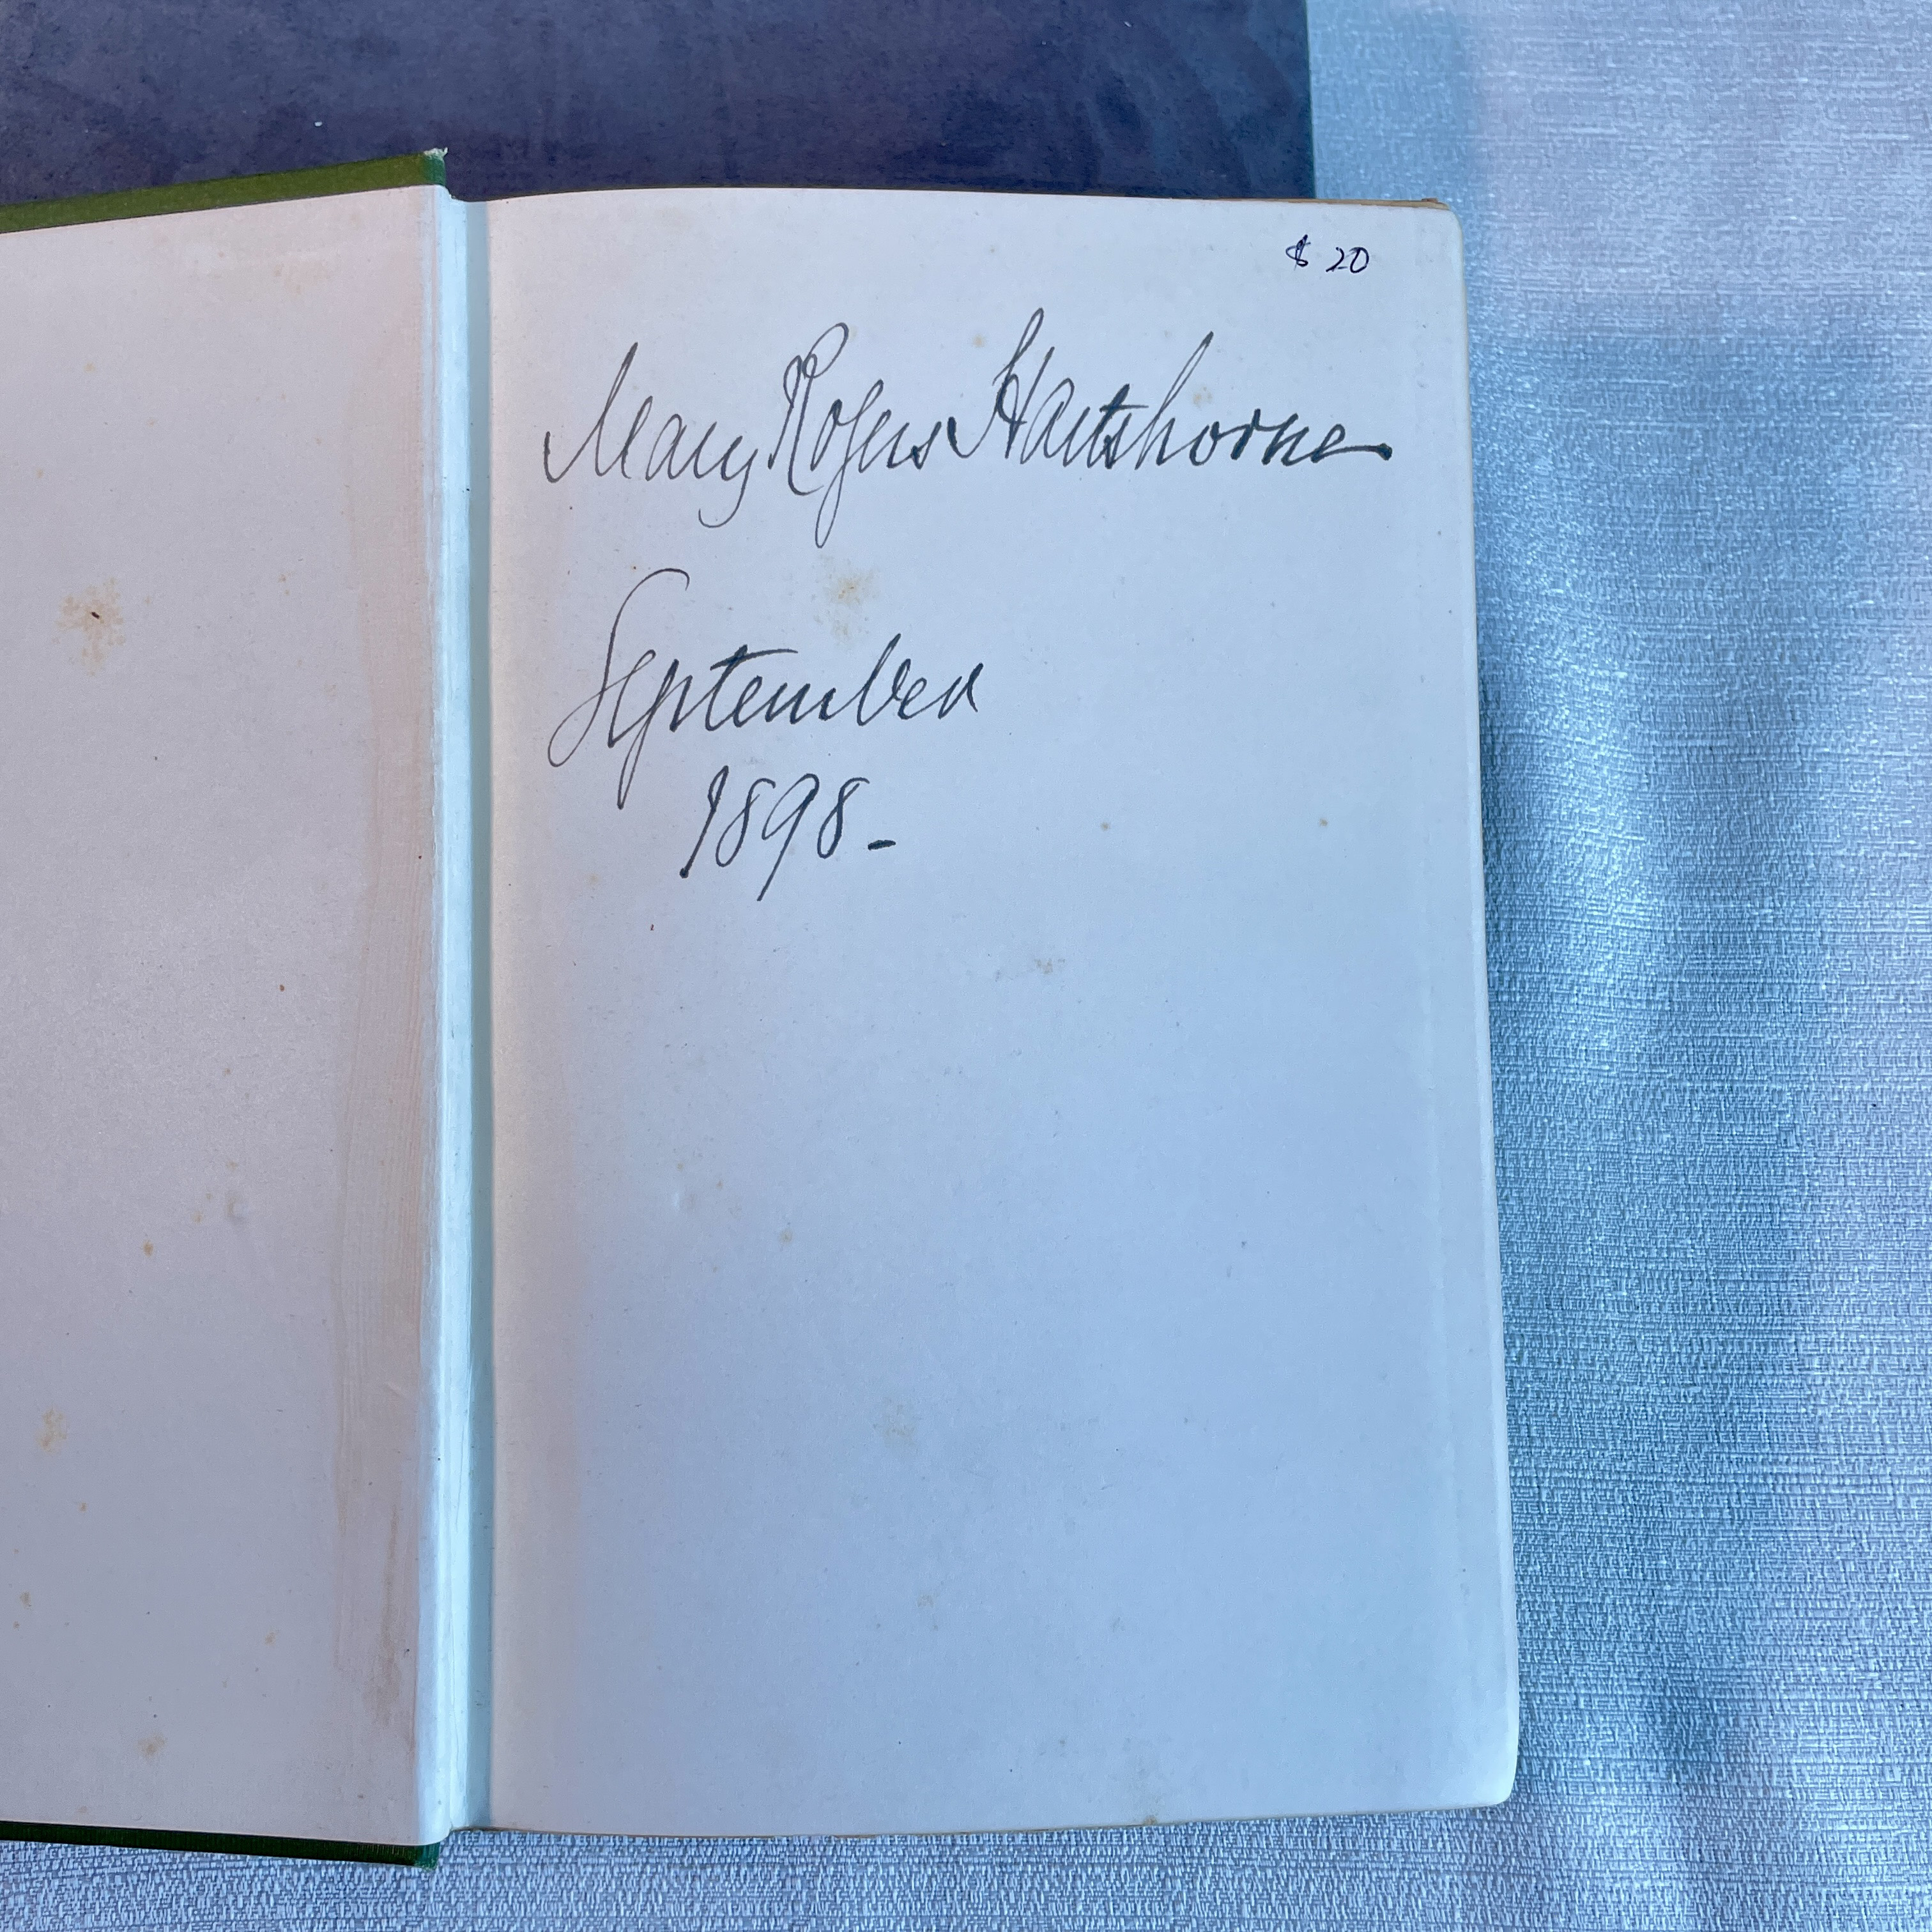 $ 20
Mary Rogers Hartshorne
September
1898-